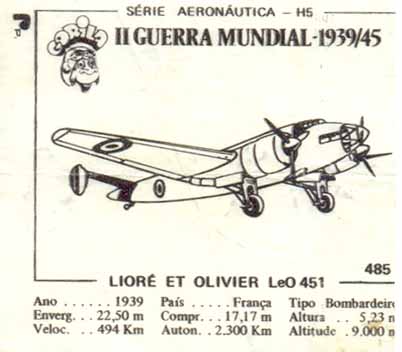 SÉRIE AERONÁUTICA - H5
II GUERRA MUNDIAL-1939/45
485
LIORÉ ET OLIVIER LeO 451
Ano . . . . . . 1939 País . . . . . França Tipo Bombardeiro
Enverg. . . 22,50 m Compr. . . . 17,17 m Altura . . 5,23 m
Veloc. . . 494 Km Auton. . 2.300 Km Altitude . 9.000 m